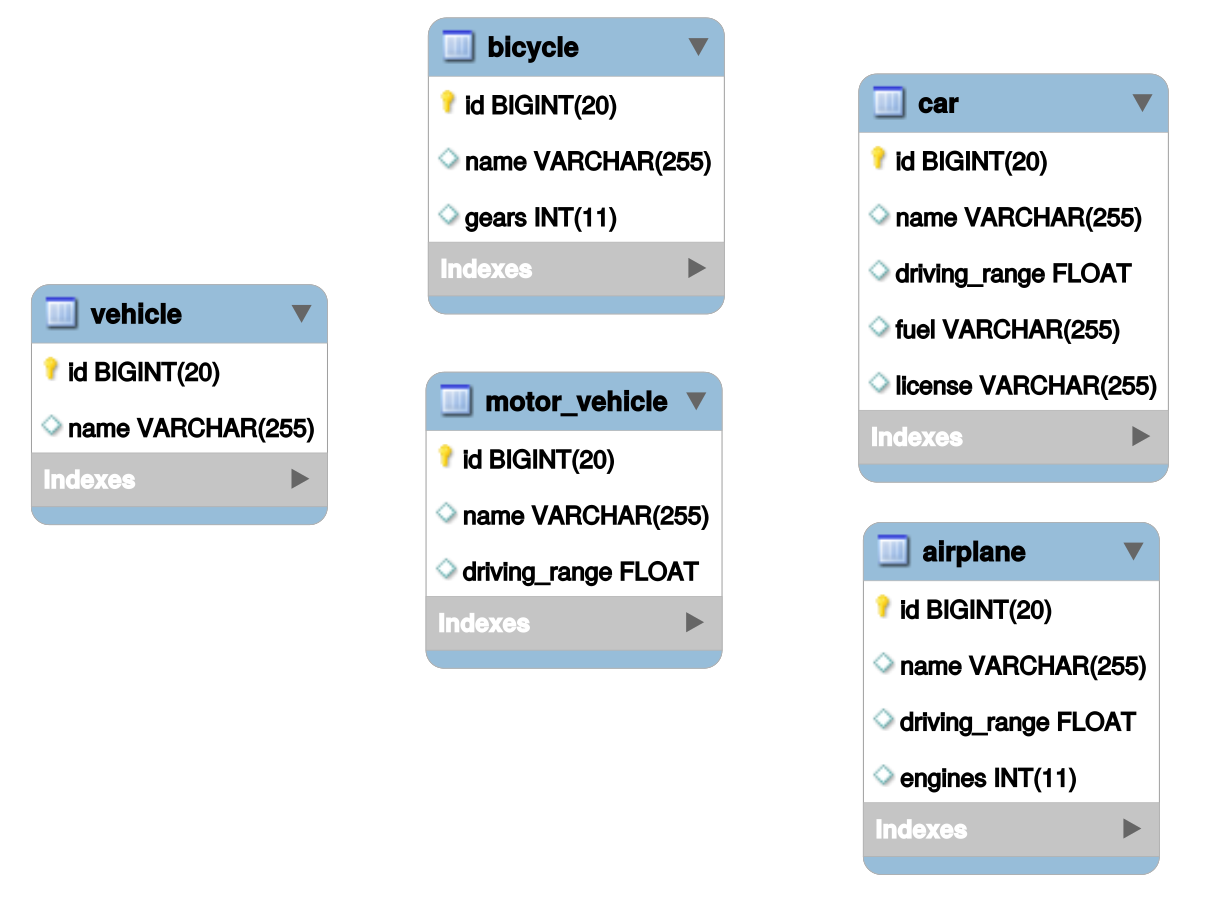 vehicle
id BIGINT(20)
name VARCHAR(255)
Indexes
bicycle
id BIGINT(20)
name VARCHAR(255)
gears INT(11)
Indexes
motor_vehicle
id BIGINT(20)
name VARCHAR(255)
driving_range FLOAT
Indexes
car
id BIGINT(20)
name VARCHAR(255)
driving_range FLOAT
fuel VARCHAR(255)
license VARCHAR(255)
Indexes
airplane
id BIGINT(20)
name VARCHAR(255)
driving_range FLOAT
engines INT(11)
Indexes